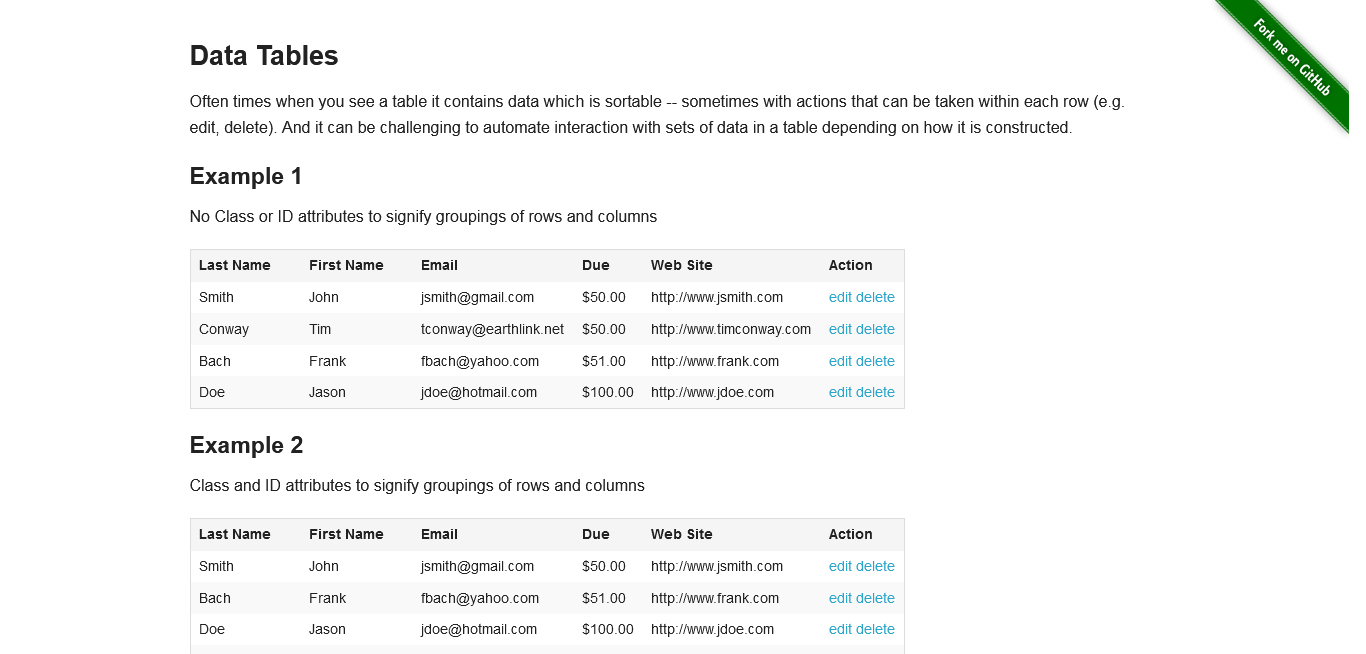 Fork me on GitHub
Data Tables
Often times when you see a table it contains data which is sortable -- sometimes with actions that can be taken within each row (e.g.
edit, delete). And it can be challenging to automate interaction with sets of data in a table depending on how it is constructed.
Example 1
No Class or ID attributes to signify groupings of rows and columns
Last Name First Name Email Due Web Site Action
Smith John jsmith@gmail.com $50.00 http://www.jsmith.com edit delete
Conway Tim tconway@earthlink.net $50.00 http://www.timconway.com edit delete
Bach Frank fbach@yahoo.com $51.00 http://www.frank.com edit delete
Doe Jason jdoe@hotmail.com $100.00 http://www.jdoe.com edit delete
Example 2
Class and ID attributes to signify groupings of rows and columns
Last Name First Name Email Due Web Site Action
Smith John jsmith@gmail.com $50.00 http://www.jsmith.com edit delete
Bach Frank fbach@yahoo.com $51.00 http://www.frank.com edit delete
Doe Jason jdoe@hotmail.com $100.00 http://www.jdoe.com edit delete